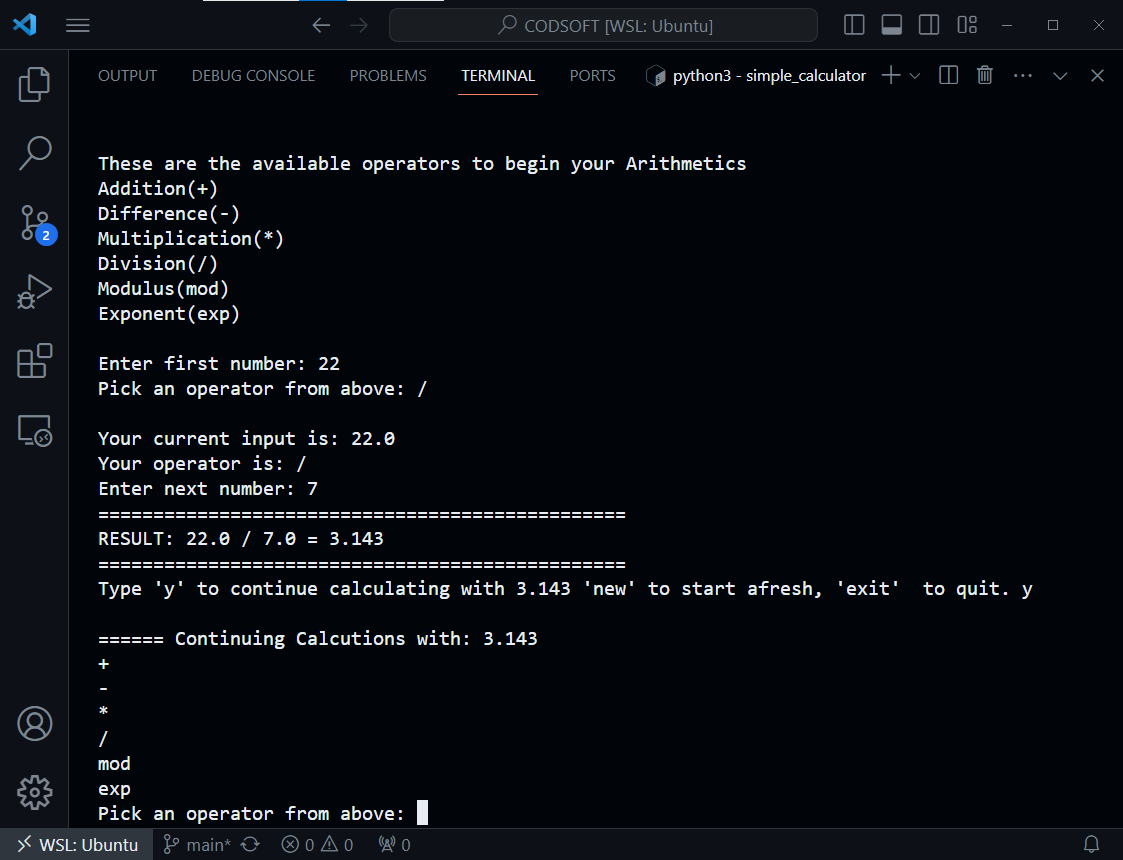 CODSOFT [WSL: Ubuntu]
OUTPUT DEBUG CONSOLE PROBLEMS TERMINAL PORTS python3 - simple_calculator
These are the available operators to begin your Arithmetics
Addition(+)
Difference(-)
Multiplication(*)
Division(/)
Modulus(mod)
Exponent(exp)
Enter first number: 22
Pick an operator from above: /
Your current input is: 22.0
Your operator is: /
Enter next number: 7
================================================
RESULT: 22.0 / 7.0 = 3.143
================================================
Type 'y' to continue calculating with 3.143 'new' to start afresh, 'exit'  to quit. y
====== Continuing Calcutions with: 3.143
+
-
*
/
mod
exp
Pick an operator from above:
2
WSL: Ubuntu main* 0 0 0